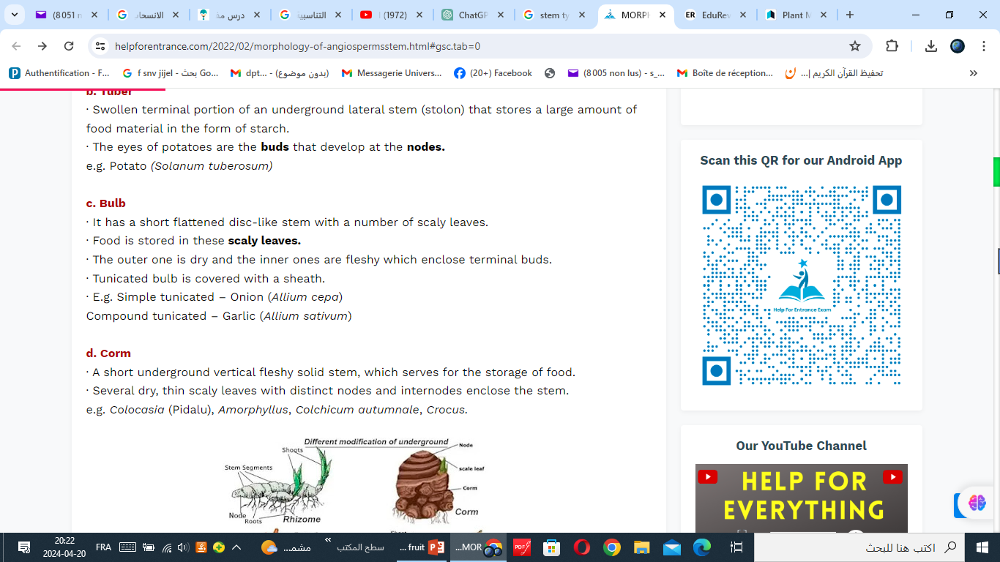 (8 051 n
الانسحا
درس مف
التناسبية
(1972)
ChatGP
stem ty
MORPH
ER EduRev
Plant M
helpforentrance.com/2022/02/morphology-of-angiospermsstem.html#gsc.tab=0
Authentification - F...
f snv jijel - بحث Go...
dpt... - (بدون موضوع)
Messagerie Univers...
(20+) Facebook
(8 005 non lus) - s_...
Boîte de réception...
تحفيظ القرآن الكريم |...
»
b. Tuber
· Swollen terminal portion of an underground lateral stem (stolon) that stores a large amount of
food material in the form of starch.
· The eyes of potatoes are the buds that develop at the nodes.
e.g. Potato (Solanum tuberosum)
c. Bulb
· It has a short flattened disc-like stem with a number of scaly leaves.
· Food is stored in these scaly leaves.
· The outer one is dry and the inner ones are fleshy which enclose terminal buds.
· Tunicated bulb is covered with a sheath.
· E.g. Simple tunicated – Onion (Allium cepa)
Compound tunicated – Garlic (Allium sativum)
d. Corm
· A short underground vertical fleshy solid stem, which serves for the storage of food.
· Several dry, thin scaly leaves with distinct nodes and internodes enclose the stem.
e.g. Colocasia (Pidalu), Amorphyllus, Colchicum autumnale, Crocus.
Different modification of underground
Shoots
Stem Segments
Node
Roots
Rhizome
Node
scale leaf
Corm
Corm
Scan this QR for our Android App
Help For Entrance Exam
Our YouTube Channel
HELP FOR
EVERYTHING
20:22
2024-04-20
FRA
مشم...
«
سطح المكتب
... fruit
...MOR
PDF
اكتب هنا للبحث